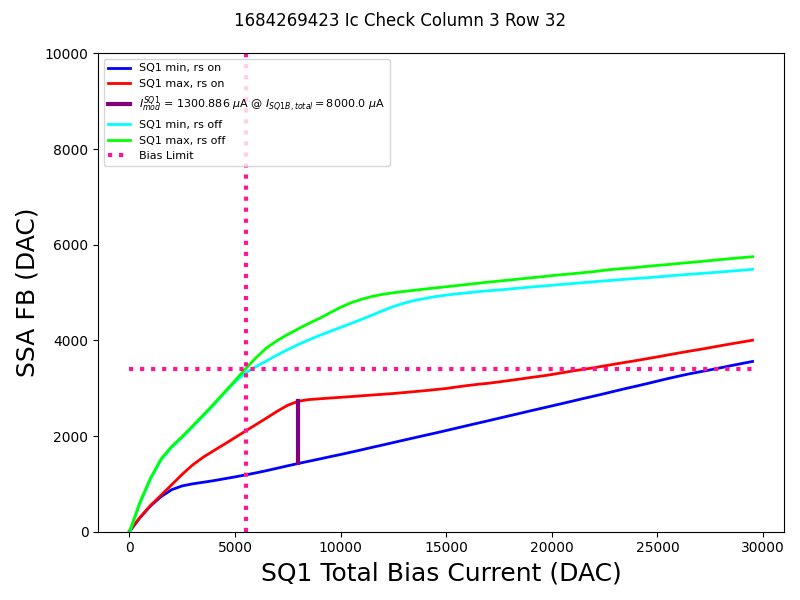 1684269423 Ic Check Column 3 Row 32
10000
8000
6000
4000
2000
0
SSA FB (DAC)
SQ1 min, rs on
SQ1 max, rs on
I_{mod}^{SQ1} = 1300.886 μA @ I_{SQ1B,total} = 8000.0 μA
SQ1 min, rs off
SQ1 max, rs off
Bias Limit
0 5000 10000 15000 20000 25000 30000
SQ1 Total Bias Current (DAC)